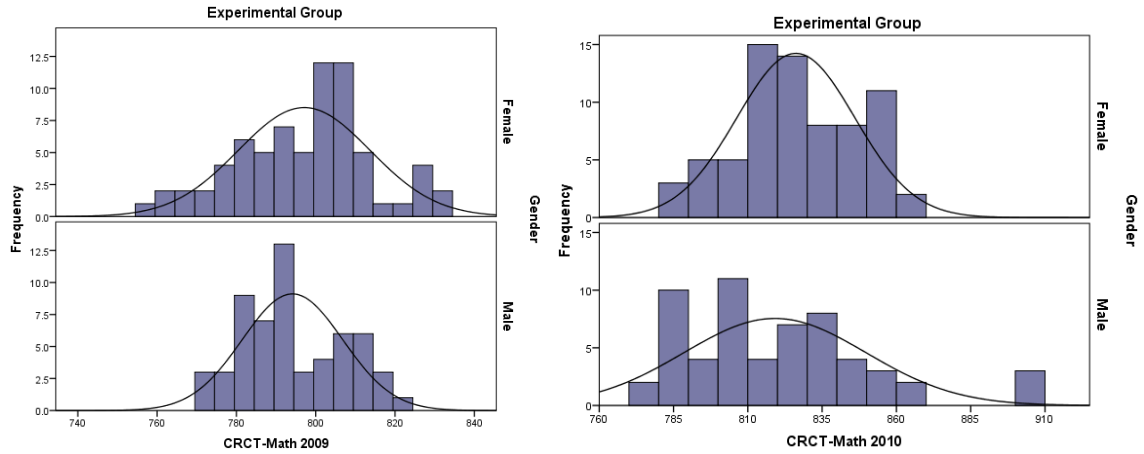 Experimental Group
12.5
10.0
7.5
5.0
2.5
0.0
Female
12.5
10.0
7.5
5.0
2.5
0.0
Male
Frequency
Gender
740 760 780 800 820 840
CRCT-Math 2009
Experimental Group
15
10
5
0
Female
15
10
5
0
Male
Frequency
Gender
760 785 810 835 860 885 910
CRCT-Math 2010